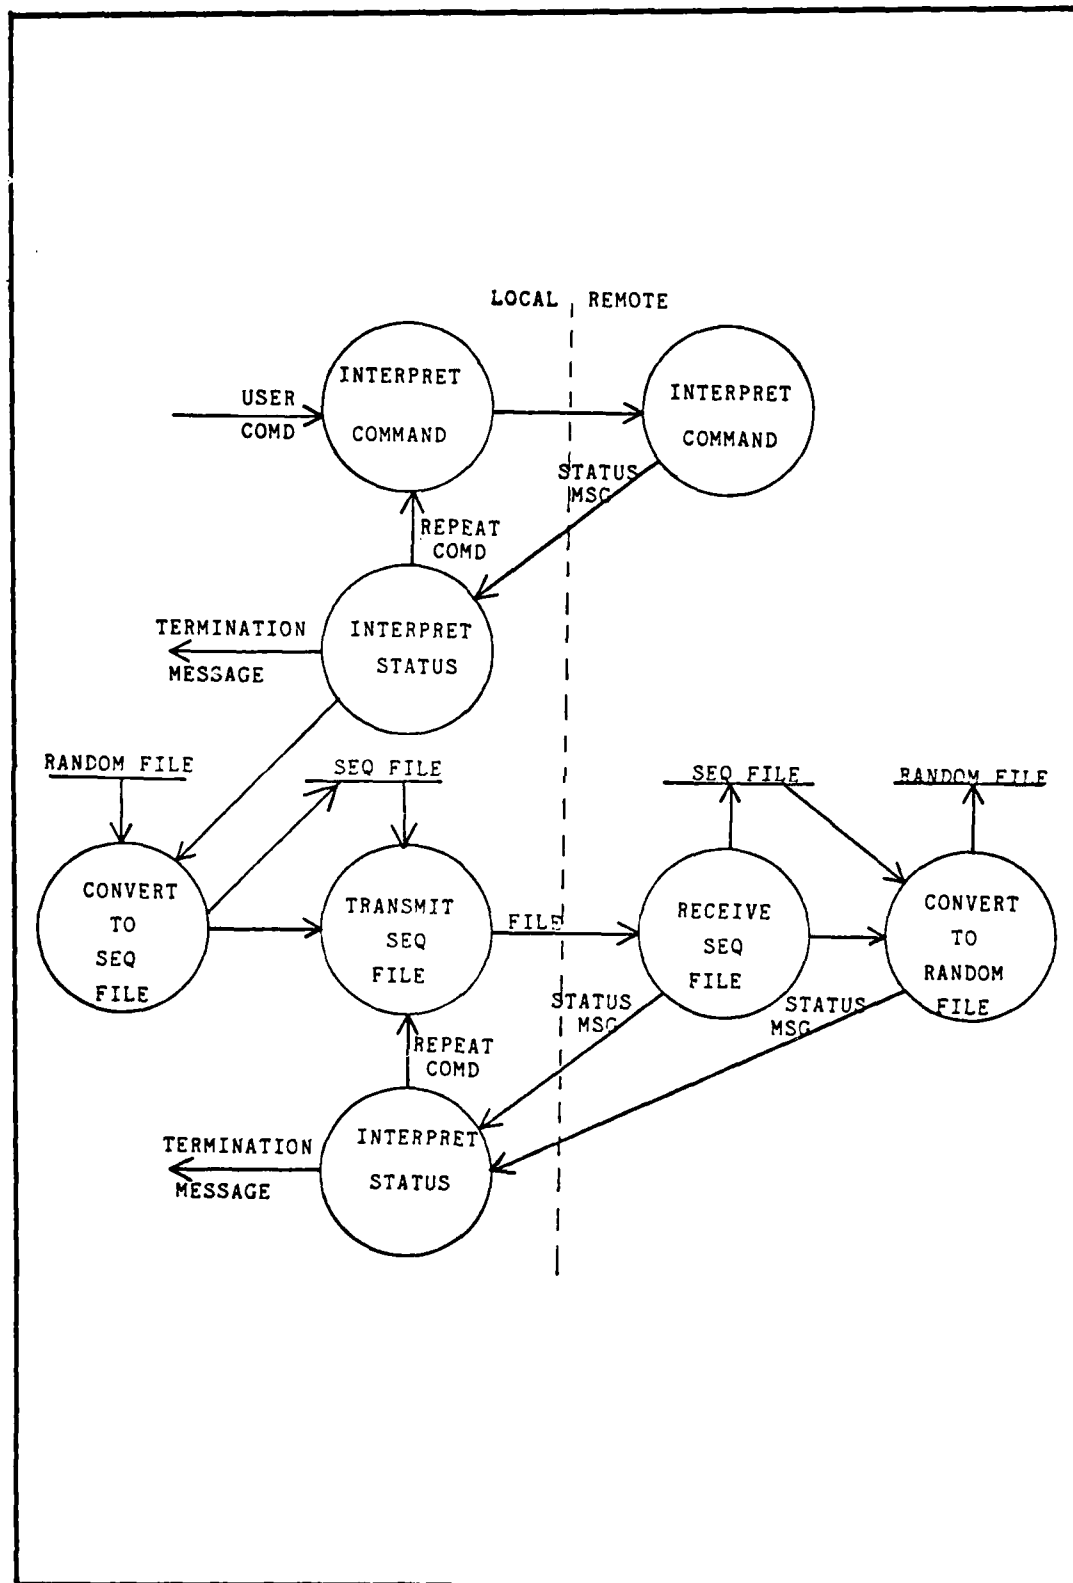 LOCAL
REMOTE
USER
COMD
INTERPRET
COMMAND
INTERPRET
COMMAND
STATUS
MSG
REPEAT
COMD
TERMINATION
MESSAGE
INTERPRET
STATUS
RANDOM FILE
SEQ FILE
SEQ FILE
RANDOM FILE
CONVERT
TO
SEQ
FILE
TRANSMIT
SEQ
FILE
FILE
RECEIVE
SEQ
FILE
CONVERT
TO
RANDOM
FILE
STATUS
MSG
STATUS
MSG
REPEAT
COMD
TERMINATION
MESSAGE
INTERPRET
STATUS